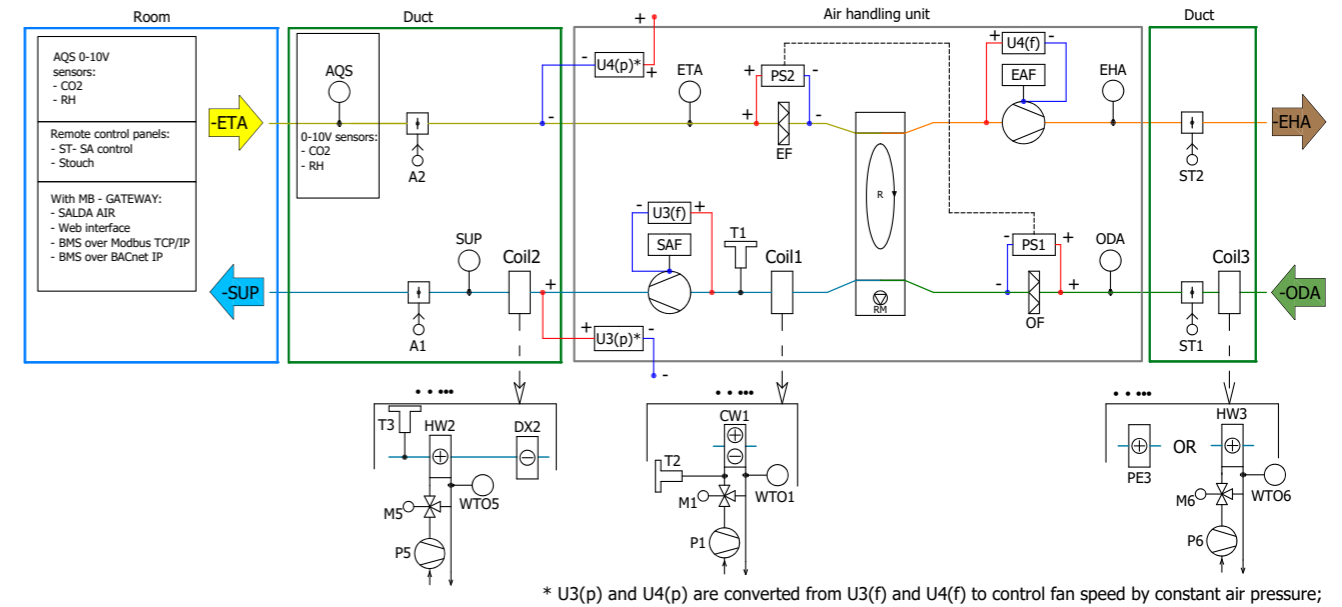 Room
Duct
Air handling unit
Duct
AQS 0-10V
sensors:
- CO2
- RH
Remote control panels:
- ST- SA control
- Stouch
With MB - GATEWAY:
- SALDA AIR
- Web interface
- BMS over Modbus TCP/IP
- BMS over BACnet IP
-ETA
-SUP
AQS
0-10V sensors:
- CO2
- RH
A2
SUP
Coil2
A1
+
-
U4(p)*
+
-
ETA
+
PS2
-
+
-
EF
+
U4(f)
-
EAF
EHA
-
U3(f)
+
SAF
T1
Coil1
R
RM
-
PS1
+
ODA
-
+
OF
ST2
Coil3
ST1
-EHA
-ODA
+
+
U3(p)*
-
-
T3
HW2
DX2
M5
WTO5
P5
CW1
T2
M1
WTO1
P1
PE3
OR
HW3
M6
WTO6
P6
* U3(p) and U4(p) are converted from U3(f) and U4(f) to control fan speed by constant air pressure;